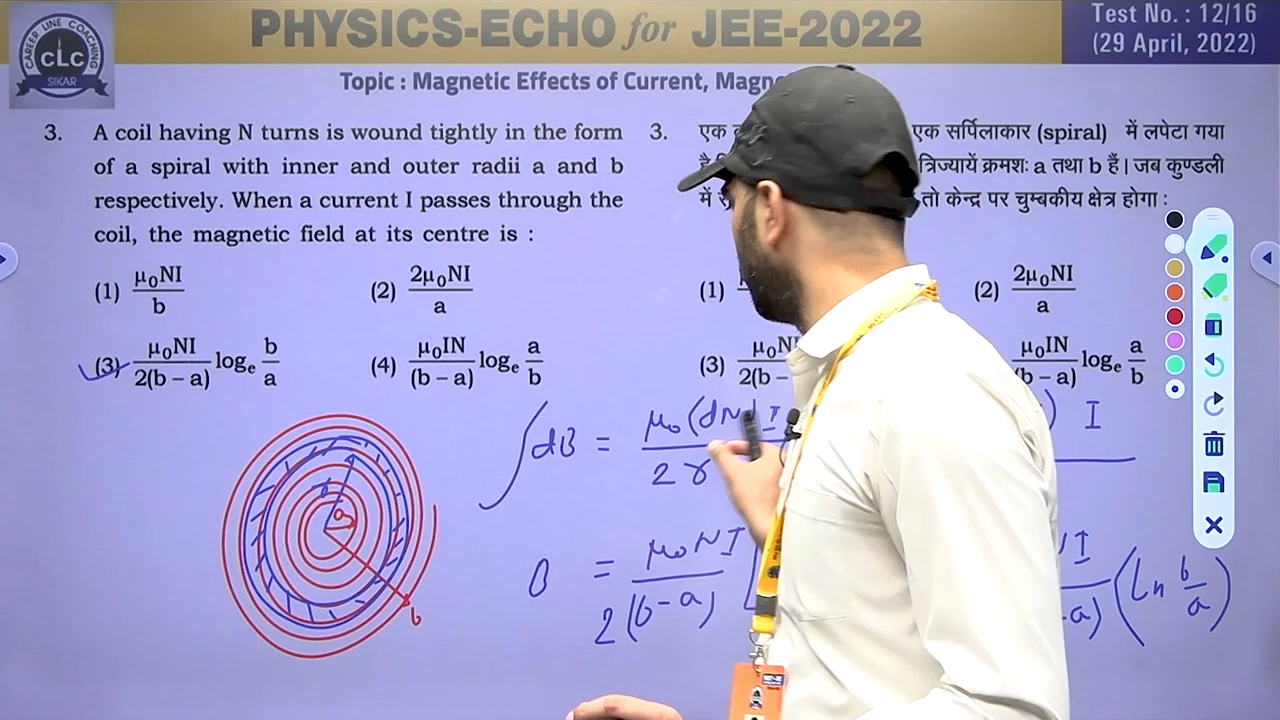 CAREER LINE COACHING
CLC
SIKAR
PHYSICS-ECHO for JEE-2022
Test No. : 12/16
(29 April, 2022)
Topic : Magnetic Effects of Current,
3. A coil having N turns is wound tightly in the form
of a spiral with inner and outer radii a and b
respectively. When a current I passes through the
coil, the magnetic field at its centre is :
(1) μ₀NI / b
(2) 2μ₀NI / a
(3) μ₀NI / 2(b – a) logₑ b / a
(4) μ₀IN / (b – a) logₑ a / b
3. एक
एक सर्पिलाकार (spiral) में लपेटा गया
त्रिज्यायें क्रमशः a तथा b हैं। जब कुण्डली
में
तो केन्द्र पर चुम्बकीय क्षेत्र होगा :
(1)
(2) 2μ₀NI / a
(3) μ₀N / 2(b –
μ₀IN / (b – a) logₑ a / b
∫dB = μ₀(dN)I / 2r
) I
B = μ₀NI / 2(b-a)
I / -a) (ln b/a)
a
b